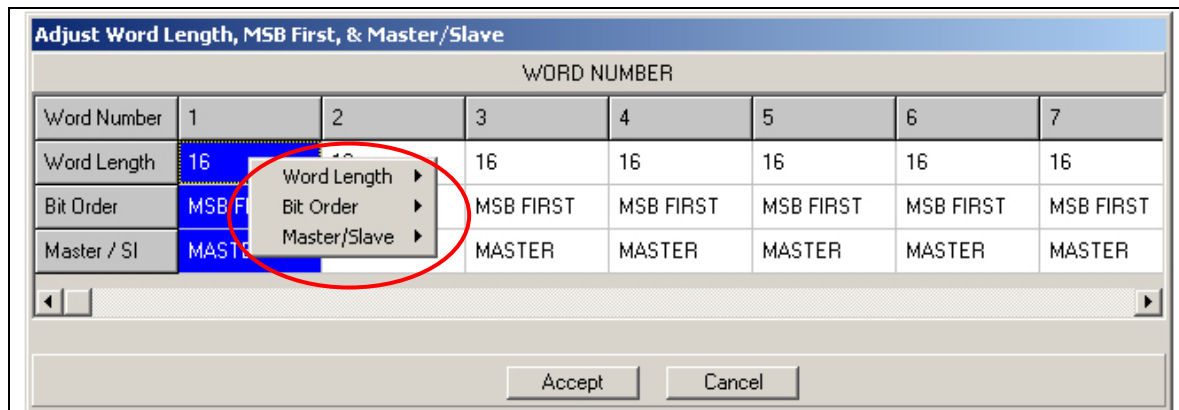 Adjust Word Length, MSB First, & Master/Slave
WORD NUMBER
Word Number 1 2 3 4 5 6 7
Word Length 16 16 16 16 16 16
Bit Order MSB FIRST MSB FIRST MSB FIRST MSB FIRST MSB FIRST
Master / Sl MASTER MASTER MASTER MASTER MASTER
Word Length
Bit Order
Master/Slave
Accept Cancel